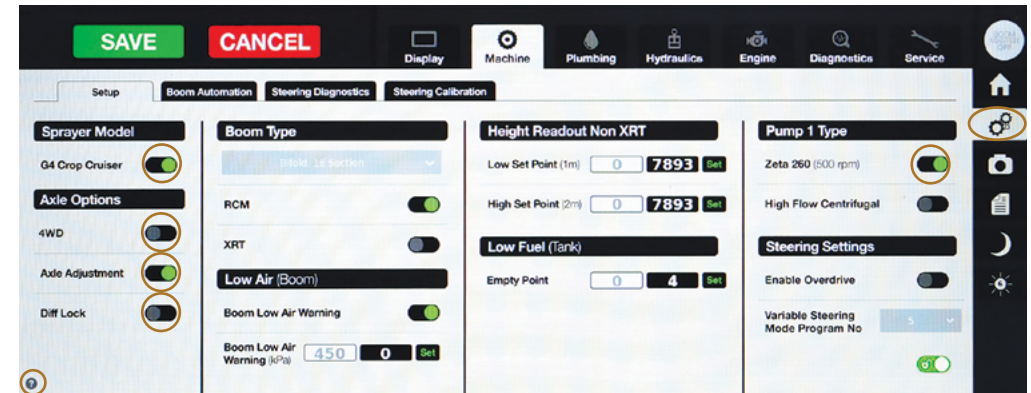 SAVE
CANCEL
Display
Machine
Plumbing
Hydraulics
Engine
Diagnostics
Service
Setup
Boom Automation
Steering Diagnostics
Steering Calibration
Sprayer Model
G4 Crop Cruiser
Axle Options
4WD
Axle Adjustment
Diff Lock
?
Boom Type
Bifold 16 Section
RCM
XRT
Low Air (Boom)
Boom Low Air Warning
Boom Low Air
Warning (kPa) 450 0 Set
Height Readout Non XRT
Low Set Point (1m) 0 7893 Set
High Set Point (2m) 0 7893 Set
Low Fuel (Tank)
Empty Point 0 4 Set
Pump 1 Type
Zeta 260 (500 rpm)
High Flow Centrifugal
Steering Settings
Enable Overdrive
Variable Steering
Mode Program No 5